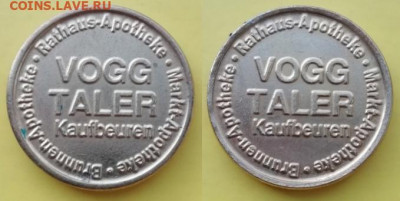 COINS.LAVE.RU
• Rathaus-Apotheke • Markt-Apotheke • Brunnen-Apotheke
VOGG
TALER
Kaufbeuren
• Rathaus-Apotheke • Markt-Apotheke • Brunnen-Apotheke
VOGG
TALER
Kaufbeuren